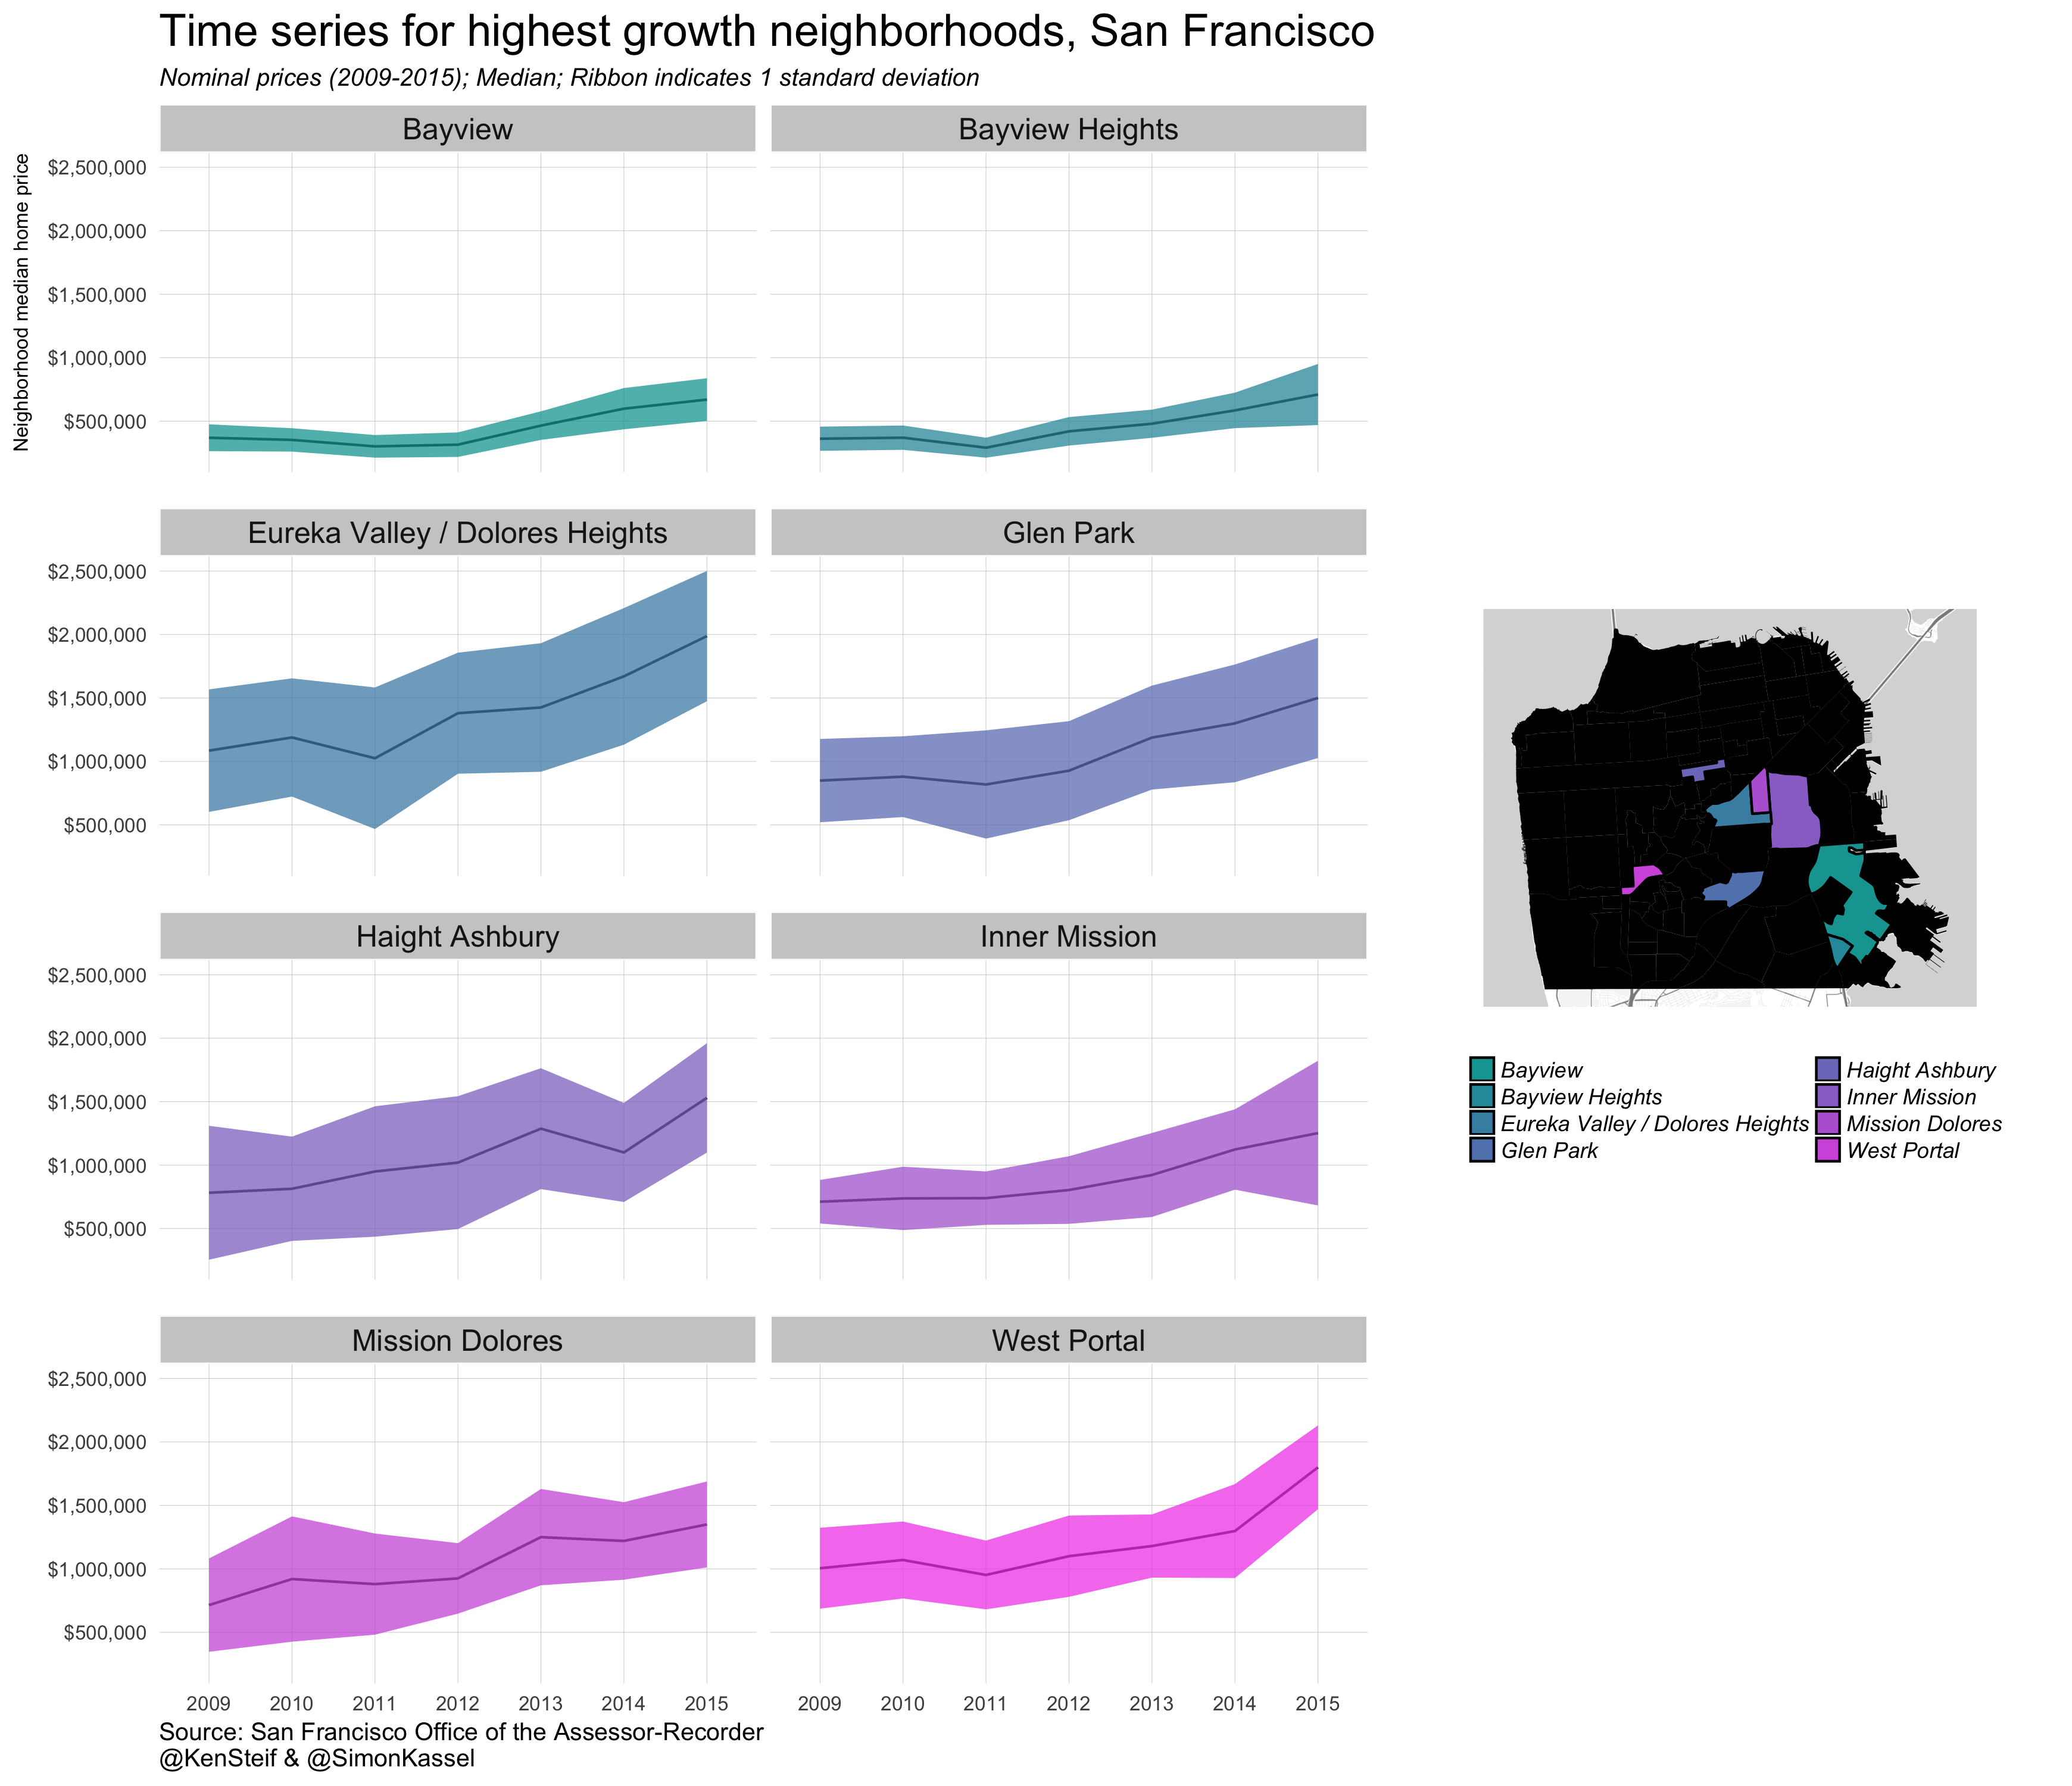 Time series for highest growth neighborhoods, San Francisco
Nominal prices (2009-2015); Median; Ribbon indicates 1 standard deviation
Neighborhood median home price
Bayview
Bayview Heights
$2,500,000
$2,000,000
$1,500,000
$1,000,000
$500,000
Eureka Valley / Dolores Heights
Glen Park
$2,500,000
$2,000,000
$1,500,000
$1,000,000
$500,000
Haight Ashbury
Inner Mission
$2,500,000
$2,000,000
$1,500,000
$1,000,000
$500,000
Mission Dolores
West Portal
$2,500,000
$2,000,000
$1,500,000
$1,000,000
$500,000
2009 2010 2011 2012 2013 2014 2015
2009 2010 2011 2012 2013 2014 2015
Source: San Francisco Office of the Assessor-Recorder
@KenSteif & @SimonKassel
Bayview
Bayview Heights
Eureka Valley / Dolores Heights
Glen Park
Haight Ashbury
Inner Mission
Mission Dolores
West Portal